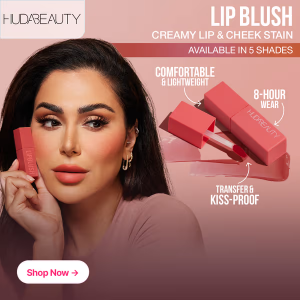 HUDABEAUTY
LIP BLUSH
CREAMY LIP & CHEEK STAIN
AVAILABLE IN 5 SHADES
COMFORTABLE
& LIGHTWEIGHT
8-HOUR
WEAR
HUDABEAUTY
TRANSFER &
KISS-PROOF
Shop Now →